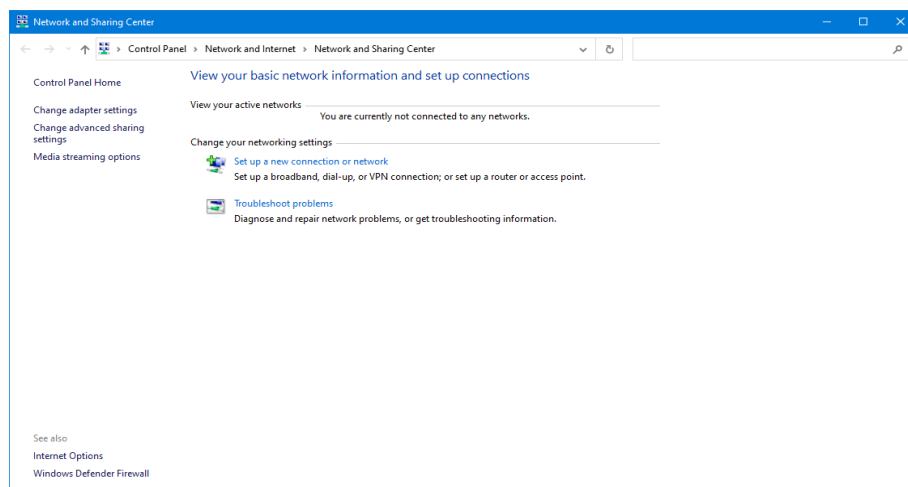 Network and Sharing Center
Control Panel > Network and Internet > Network and Sharing Center
Control Panel Home
Change adapter settings
Change advanced sharing
settings
Media streaming options
View your basic network information and set up connections
View your active networks
You are currently not connected to any networks.
Change your networking settings
Set up a new connection or network
Set up a broadband, dial-up, or VPN connection; or set up a router or access point.
Troubleshoot problems
Diagnose and repair network problems, or get troubleshooting information.
See also
Internet Options
Windows Defender Firewall